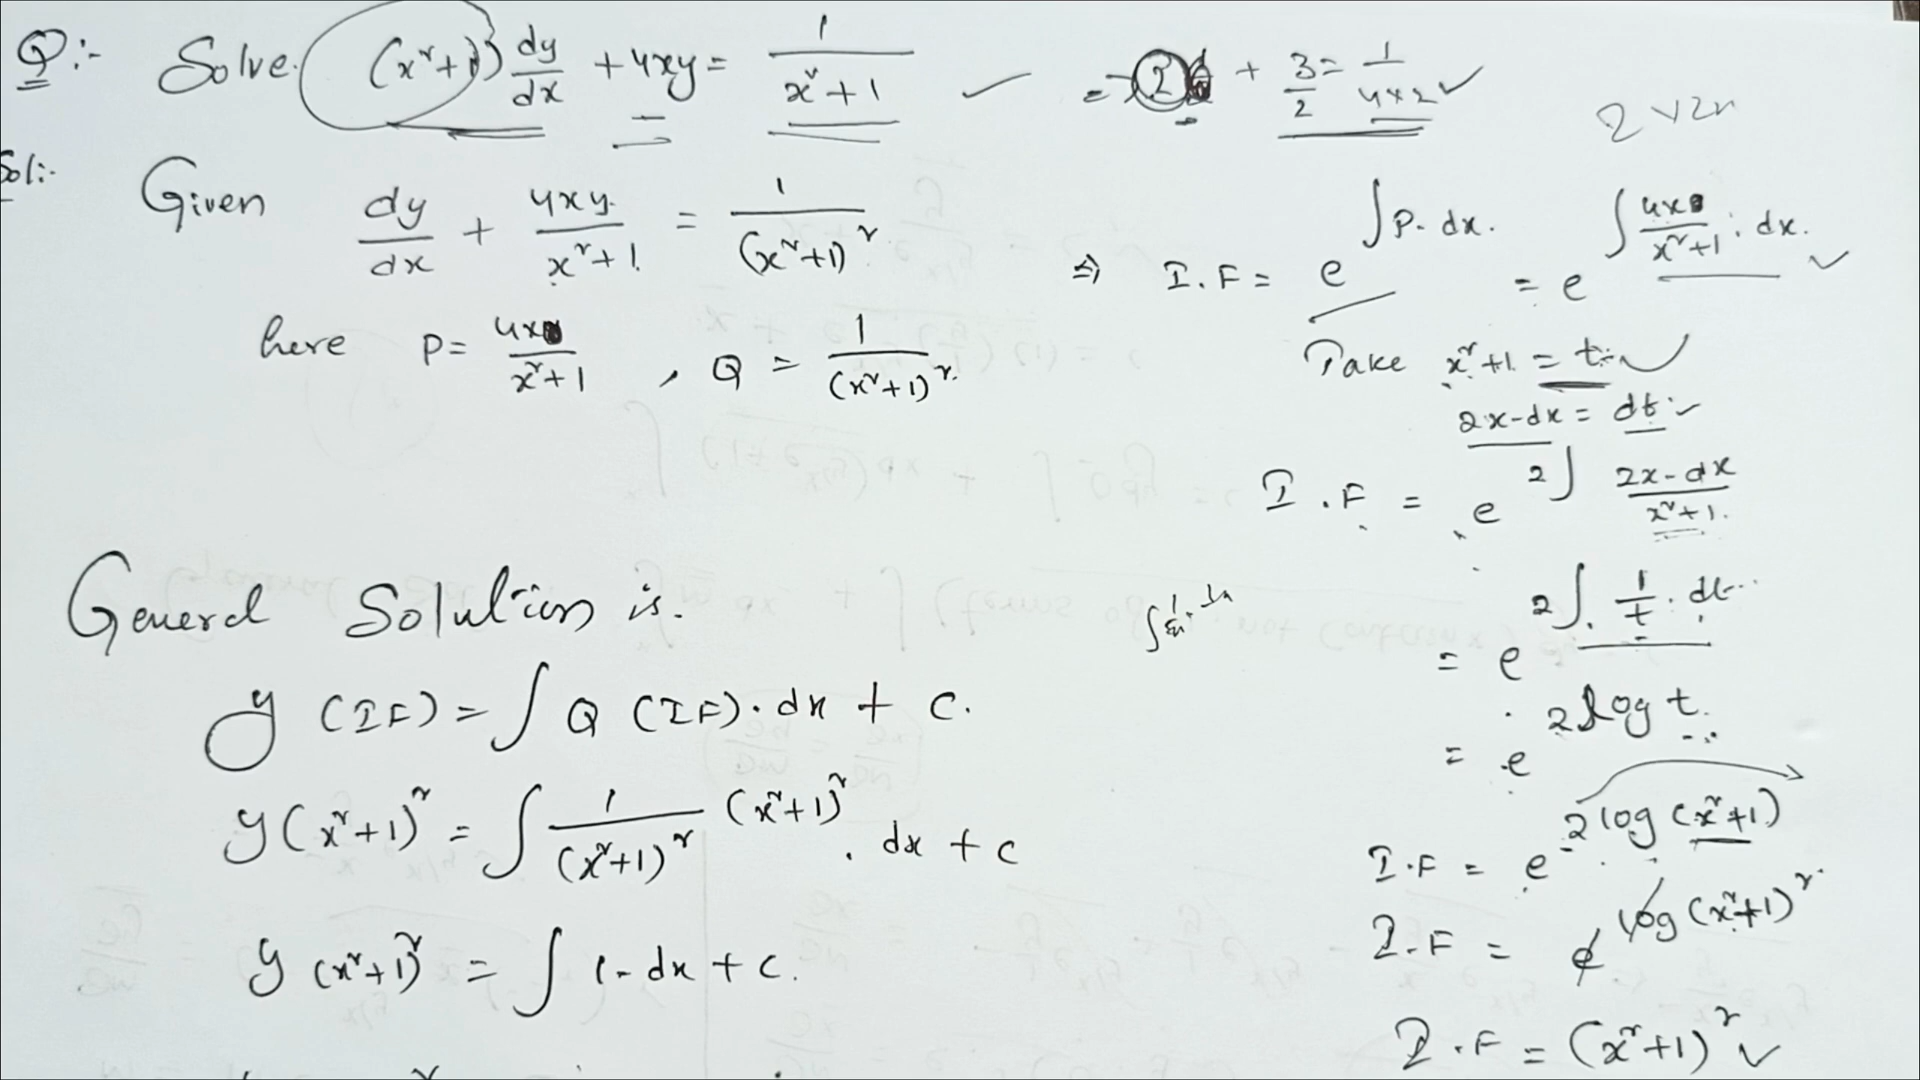 Q:- Solve (x²+1) dy/dx + 4xy = 1/(x²+1)
+ 3/2 = 1/(4×2)
Sol:- Given dy/dx + 4xy/(x²+1) = 1/(x²+1)²
here P = 4x/(x²+1) , Q = 1/(x²+1)².
⇒ I.F = e^∫P.dx. = e^∫4x/(x²+1).dx.
Take x²+1 = t
2x-dx = dt
I.F = e^2∫2x-dx/(x²+1).
= e^2∫1/t.dt
= e^2log t.
I.F = e^2log(x²+1)
I.F = e^log(x²+1)²
I.F = (x²+1)²
General Solution is.
y (IF) = ∫ Q (IF).dx + c.
y(x²+1)² = ∫ 1/(x²+1)² (x²+1)². dx + c
y (x²+1)² = ∫ 1-dx + c.